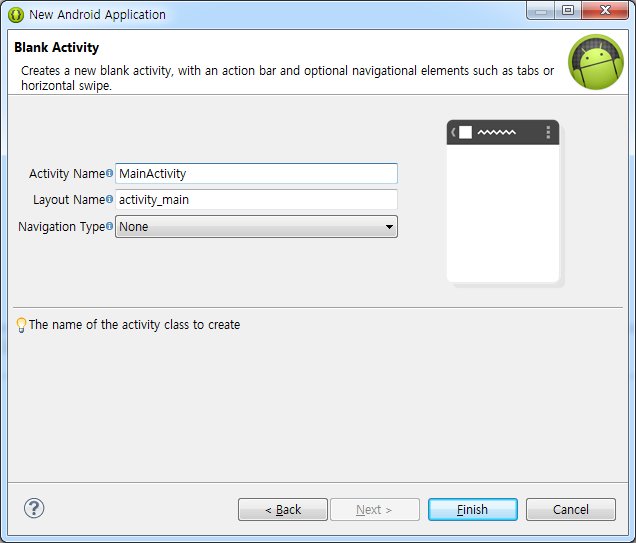 New Android Application
Blank Activity
Creates a new blank activity, with an action bar and optional navigational elements such as tabs or
horizontal swipe.
Activity Name MainActivity
Layout Name activity_main
Navigation Type None
The name of the activity class to create
< Back Next > Finish Cancel